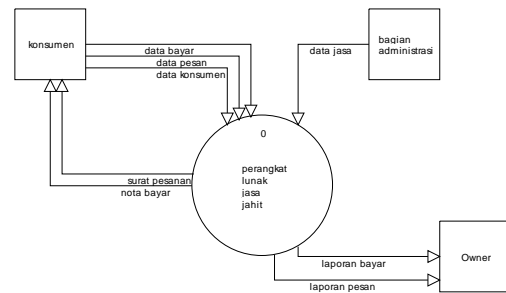 konsumen
data bayar
data pesan
data konsumen
data jasa
bagian
administrasi
0
perangkat
lunak
jasa
jahit
surat pesanan
nota bayar
laporan bayar
laporan pesan
Owner